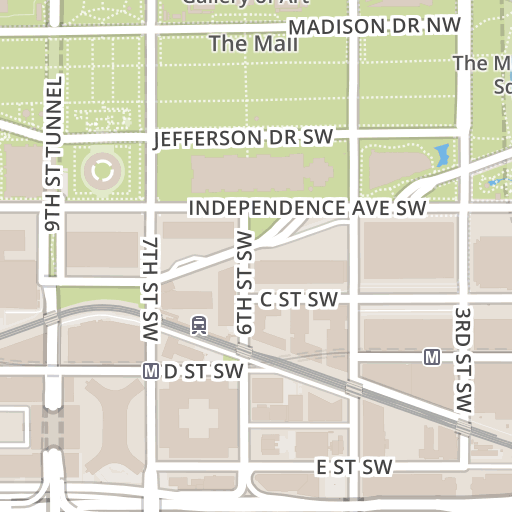 Gallery of Art
MADISON DR NW
The Mall
The M
Sc
JEFFERSON DR SW
9TH ST TUNNEL
INDEPENDENCE AVE SW
7TH ST SW
6TH ST SW
C ST SW
3RD ST SW
M
M
D ST SW
E ST SW